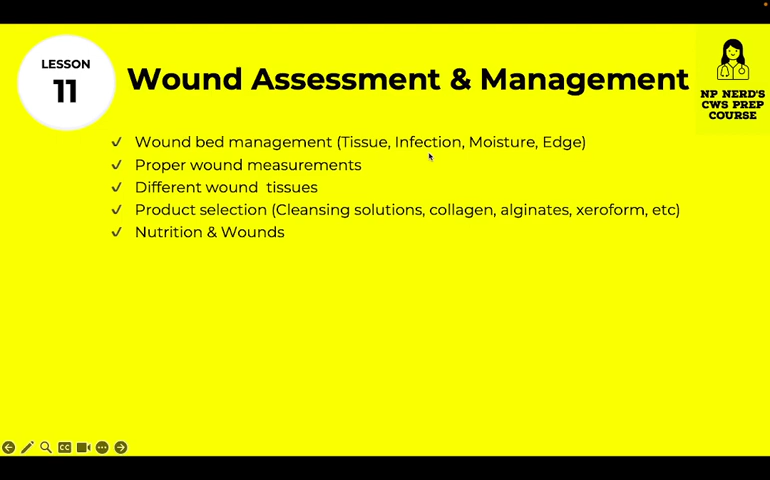 LESSON
11
Wound Assessment & Management
NP NERD'S
CWS PREP
COURSE
✓ Wound bed management (Tissue, Infection, Moisture, Edge)
✓ Proper wound measurements
✓ Different wound  tissues
✓ Product selection (Cleansing solutions, collagen, alginates, xeroform, etc)
✓ Nutrition & Wounds
CC